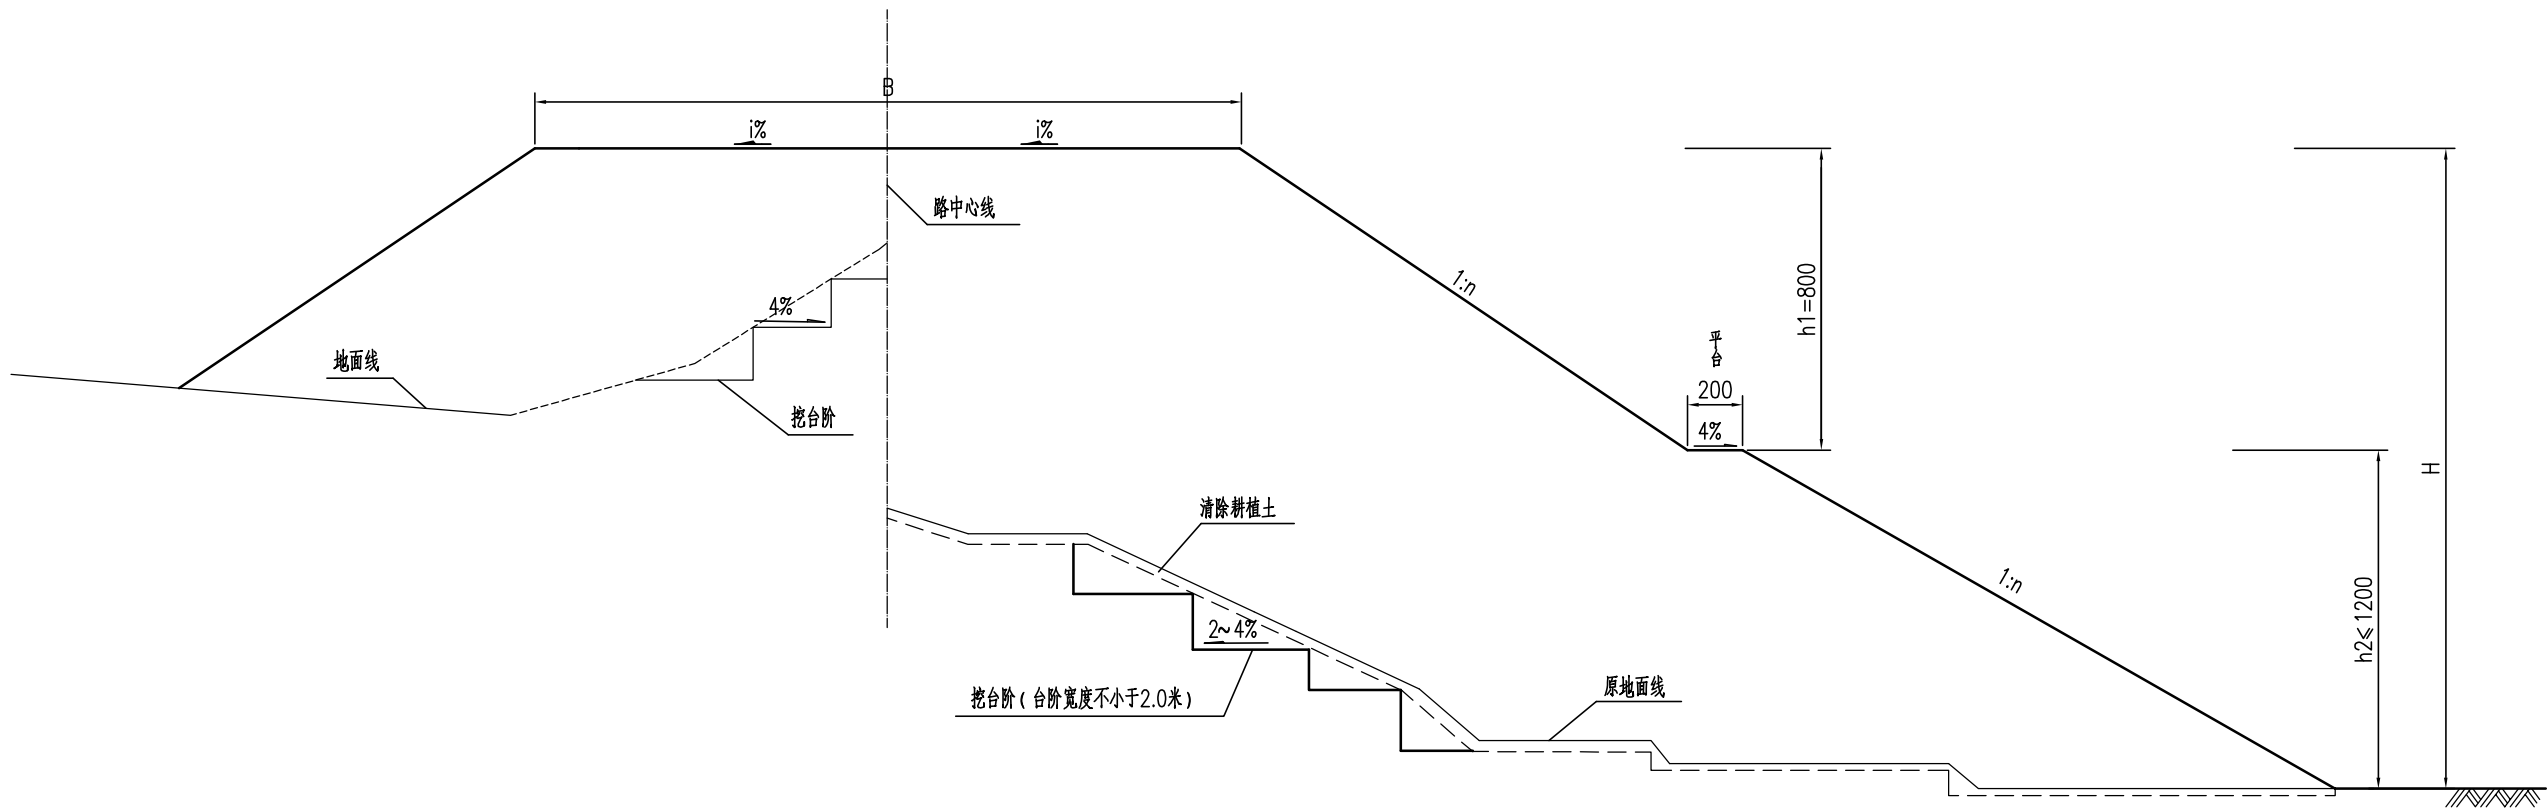 B
i%
i%
路中心线
1:n
h1=800
4%
地面线
平台
200
挖台阶
4%
H
清除耕植土
1:n
h2≤1200
2~4%
挖台阶(台阶宽度不小于2.0米)
原地面线